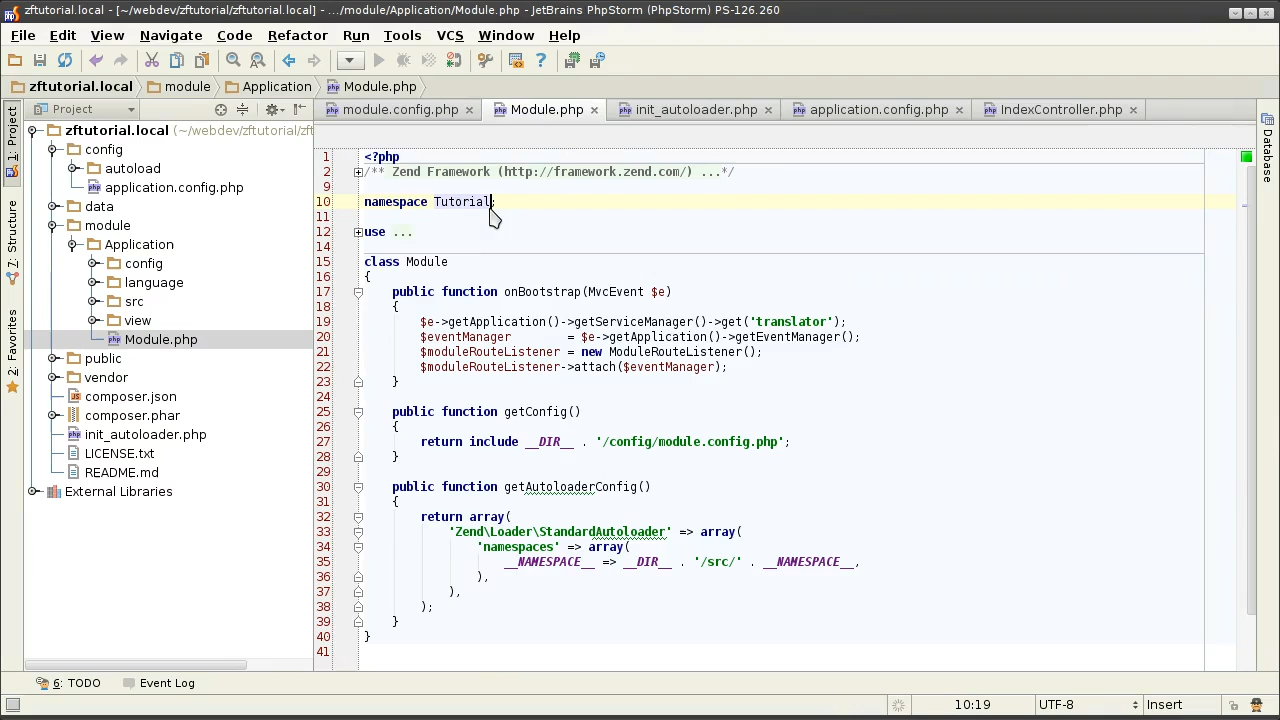 zftutorial.local - [~/webdev/zftutorial/zftutorial.local] - .../module/Application/Module.php - JetBrains PhpStorm (PhpStorm) PS-126.260
File Edit View Navigate Code Refactor Run Tools VCS Window Help
zftutorial.local module Application Module.php
Project
module.config.php Module.php init_autoloader.php application.config.php IndexController.php
1: Project
7: Structure
2: Favorites
Database
zftutorial.local (~/webdev/zftutorial/zft
config
autoload
application.config.php
data
module
Application
config
language
src
view
Module.php
public
vendor
composer.json
composer.phar
init_autoloader.php
LICENSE.txt
README.md
External Libraries
1 <?php
2 /** Zend Framework (http://framework.zend.com/) ...*/
9
10 namespace Tutorial;
11
12 use ...
14
15 class Module
16 {
17 public function onBootstrap(MvcEvent $e)
18 {
19 $e->getApplication()->getServiceManager()->get('translator');
20 $eventManager = $e->getApplication()->getEventManager();
21 $moduleRouteListener = new ModuleRouteListener();
22 $moduleRouteListener->attach($eventManager);
23 }
24
25 public function getConfig()
26 {
27 return include __DIR__ . '/config/module.config.php';
28 }
29
30 public function getAutoloaderConfig()
31 {
32 return array(
33 'Zend\Loader\StandardAutoloader' => array(
34 'namespaces' => array(
35 __NAMESPACE__ => __DIR__ . '/src/' . __NAMESPACE__,
36 ),
37 ),
38 );
39 }
40 }
41
6: TODO Event Log
10:19 UTF-8 Insert